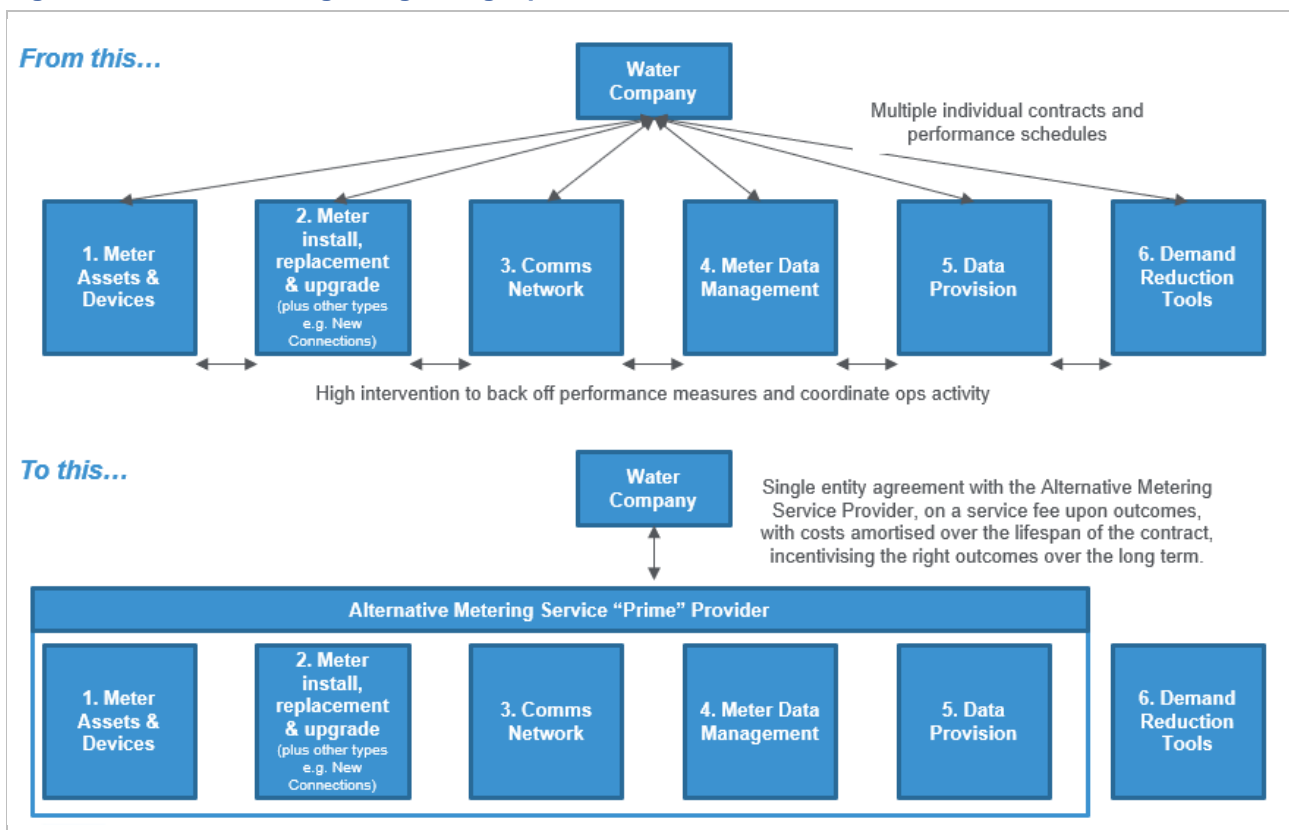 From this…
Water
Company
Multiple individual contracts and
performance schedules
1. Meter
Assets &
Devices
2. Meter
install,
replacement
& upgrade
(plus other types
e.g. New
Connections)
3. Comms
Network
4. Meter Data
Management
5. Data
Provision
6. Demand
Reduction
Tools
High intervention to back off performance measures and coordinate ops activity
To this…
Water
Company
Single entity agreement with the Alternative Metering
Service Provider, on a service fee upon outcomes,
with costs amortised over the lifespan of the contract,
incentivising the right outcomes over the long term.
Alternative Metering Service “Prime” Provider
1. Meter
Assets &
Devices
2. Meter
install,
replacement
& upgrade
(plus other types
e.g. New
Connections)
3. Comms
Network
4. Meter Data
Management
5. Data
Provision
6. Demand
Reduction
Tools